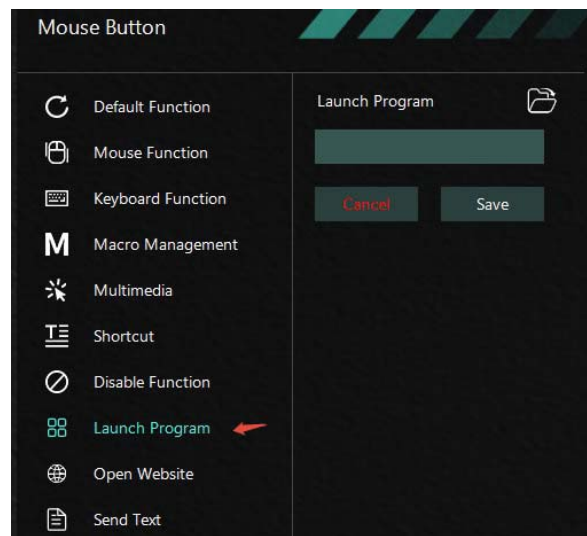 Mouse Button
Default Function
Mouse Function
Keyboard Function
M Macro Management
Multimedia
Shortcut
Disable Function
Launch Program
Open Website
Send Text
Launch Program
Cancel
Save